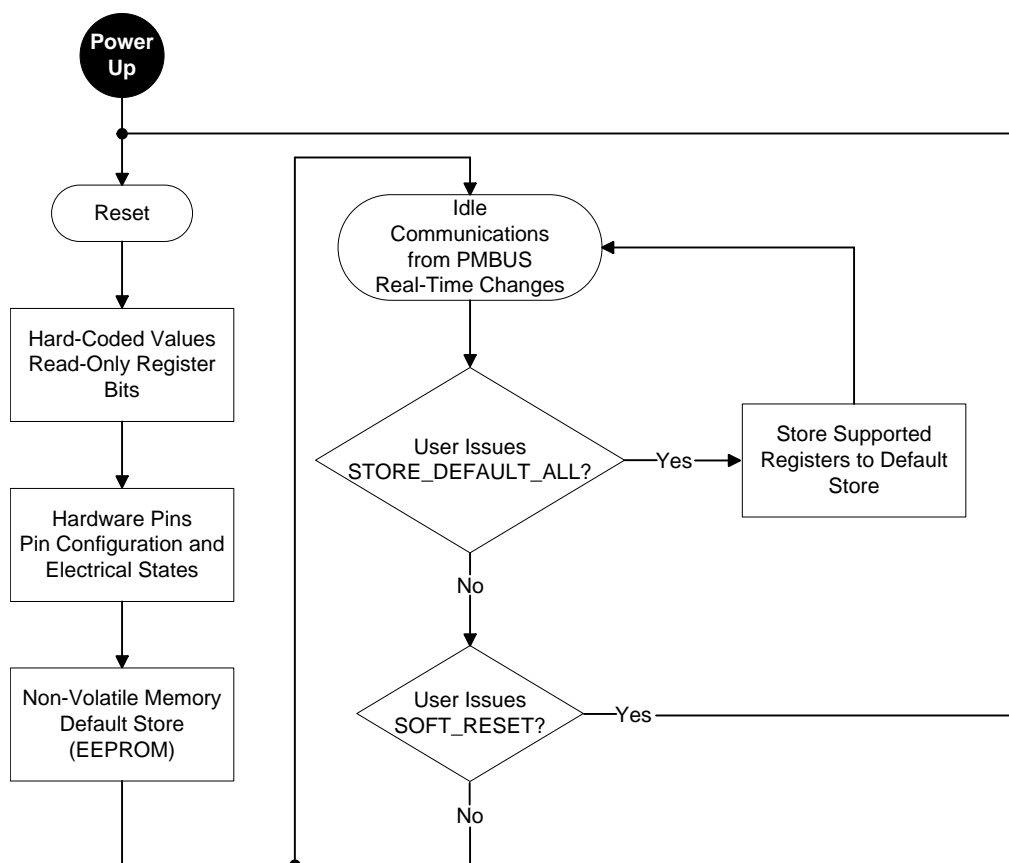 Power
Up
Reset
Hard-Coded Values
Read-Only Register
Bits
Hardware Pins
Pin Configuration and
Electrical States
Non-Volatile Memory
Default Store
(EEPROM)
Idle
Communications
from PMBUS
Real-Time Changes
User Issues
STORE_DEFAULT_ALL?
Yes
Store Supported
Registers to Default
Store
No
User Issues
SOFT_RESET?
Yes
No